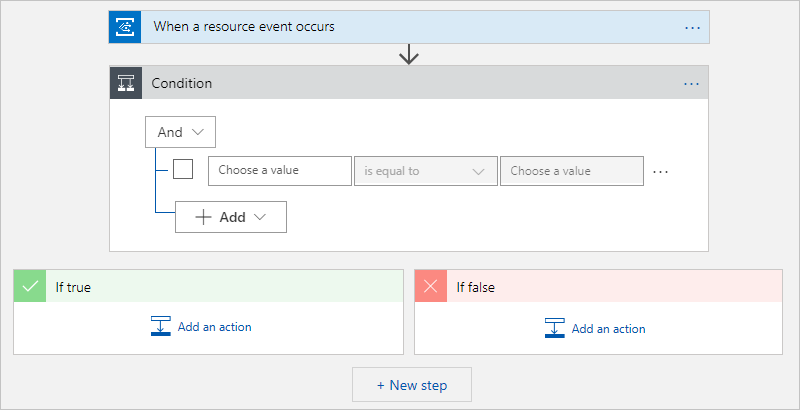 When a resource event occurs
Condition
And
Choose a value is equal to Choose a value
+ Add
If true If false
Add an action Add an action
+ New step